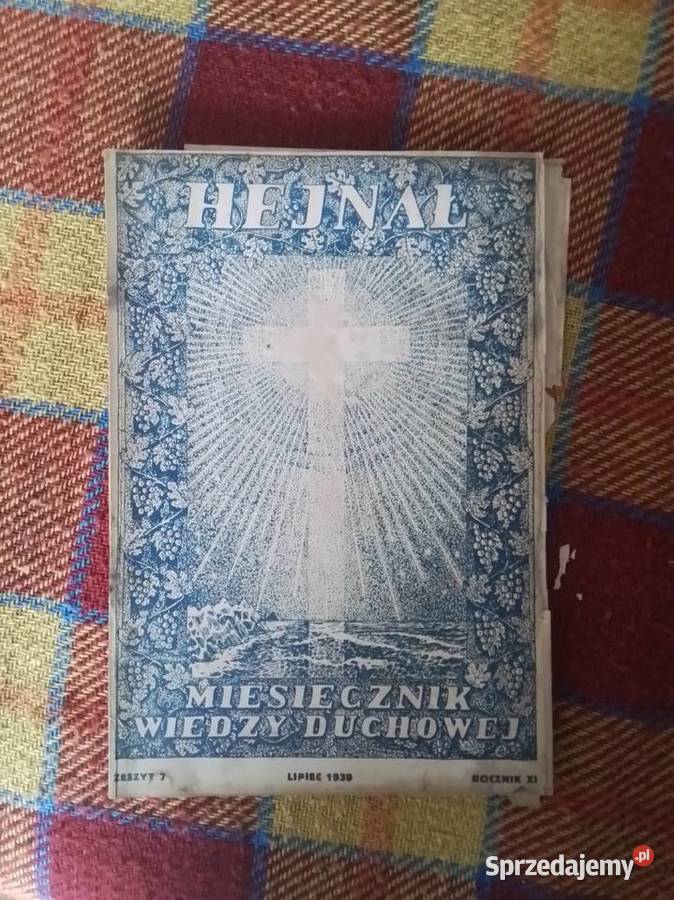 HEJNAŁ
MIESIĘCZNIK
WIEDZY DUCHOWEJ
ZESZYT 7
LIPIEC 1939
ROCZNIK XI
Sprzedajemy.pl